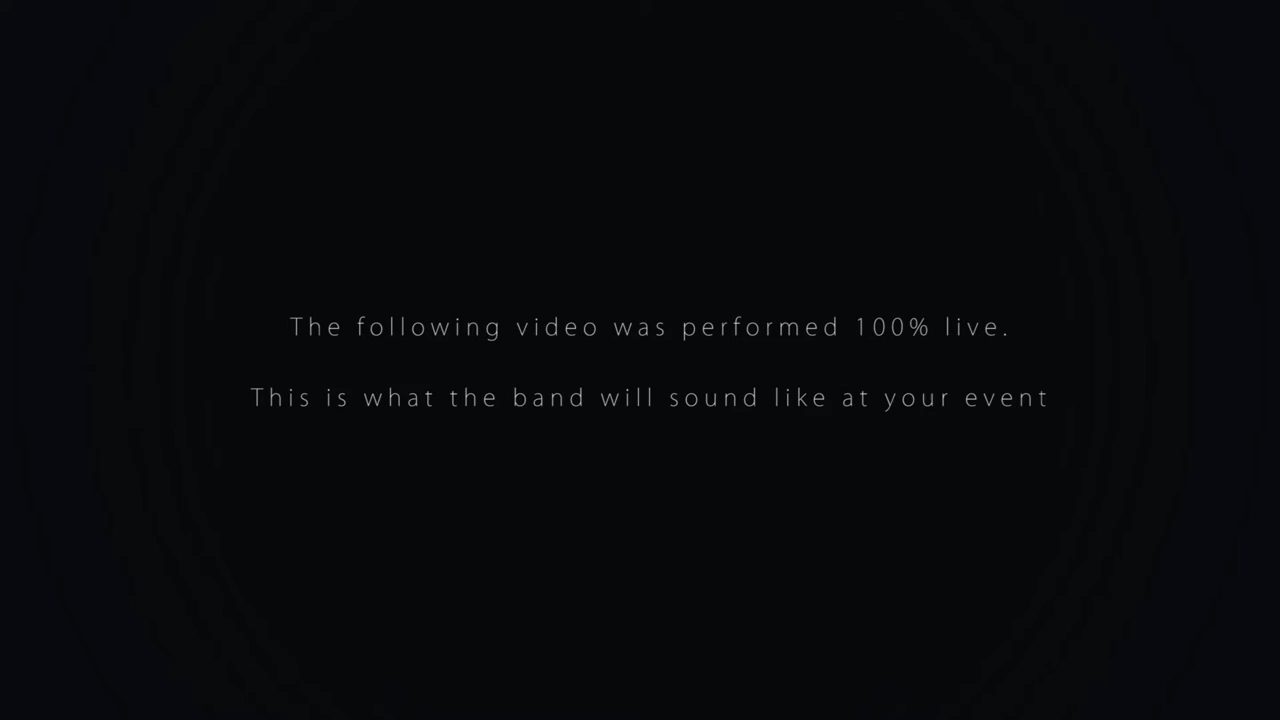 The following video was performed 100% live.
This is what the band will sound like at your event